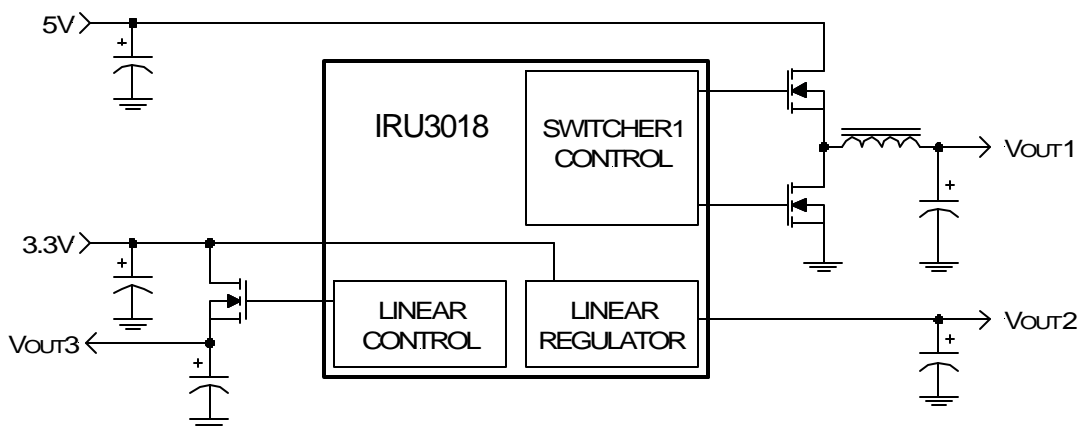 5V
+
IRU3018
SWITCHER1
CONTROL
VOUT1
+
3.3V
+
LINEAR
CONTROL
LINEAR
REGULATOR
VOUT2
VOUT3
+
+